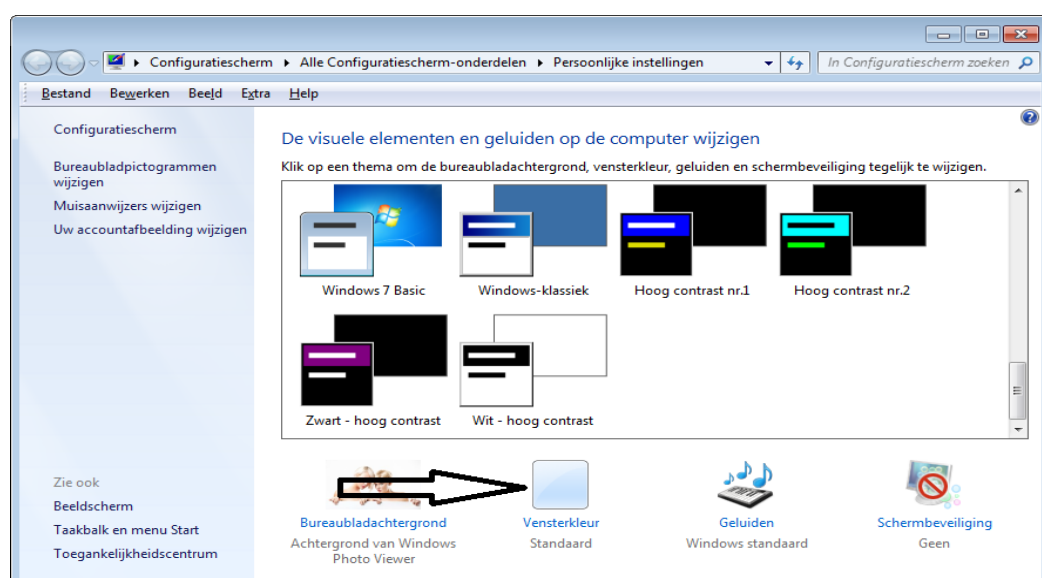 Configuratiescherm
Alle Configuratiescherm-onderdelen
Persoonlijke instellingen
In Configuratiescherm zoeken
Bestand Bewerken Beeld Extra Help
Configuratiescherm
Bureaubladpictogrammen
wijzigen
Muisaanwijzers wijzigen
Uw accountafbeelding wijzigen
De visuele elementen en geluiden op de computer wijzigen
Klik op een thema om de bureaubladachtergrond, vensterkleur, geluiden en schermbeveiliging tegelijk te wijzigen.
Windows 7 Basic
Windows-klassiek
Hoog contrast nr.1
Hoog contrast nr.2
Zwart - hoog contrast
Wit - hoog contrast
Zie ook
Beeldscherm
Taakbalk en menu Start
Toegankelijkheidscentrum
Bureaubladachtergrond
Achtergrond van Windows
Photo Viewer
Vensterkleur
Standaard
Geluiden
Windows standaard
Schermbeveiliging
Geen